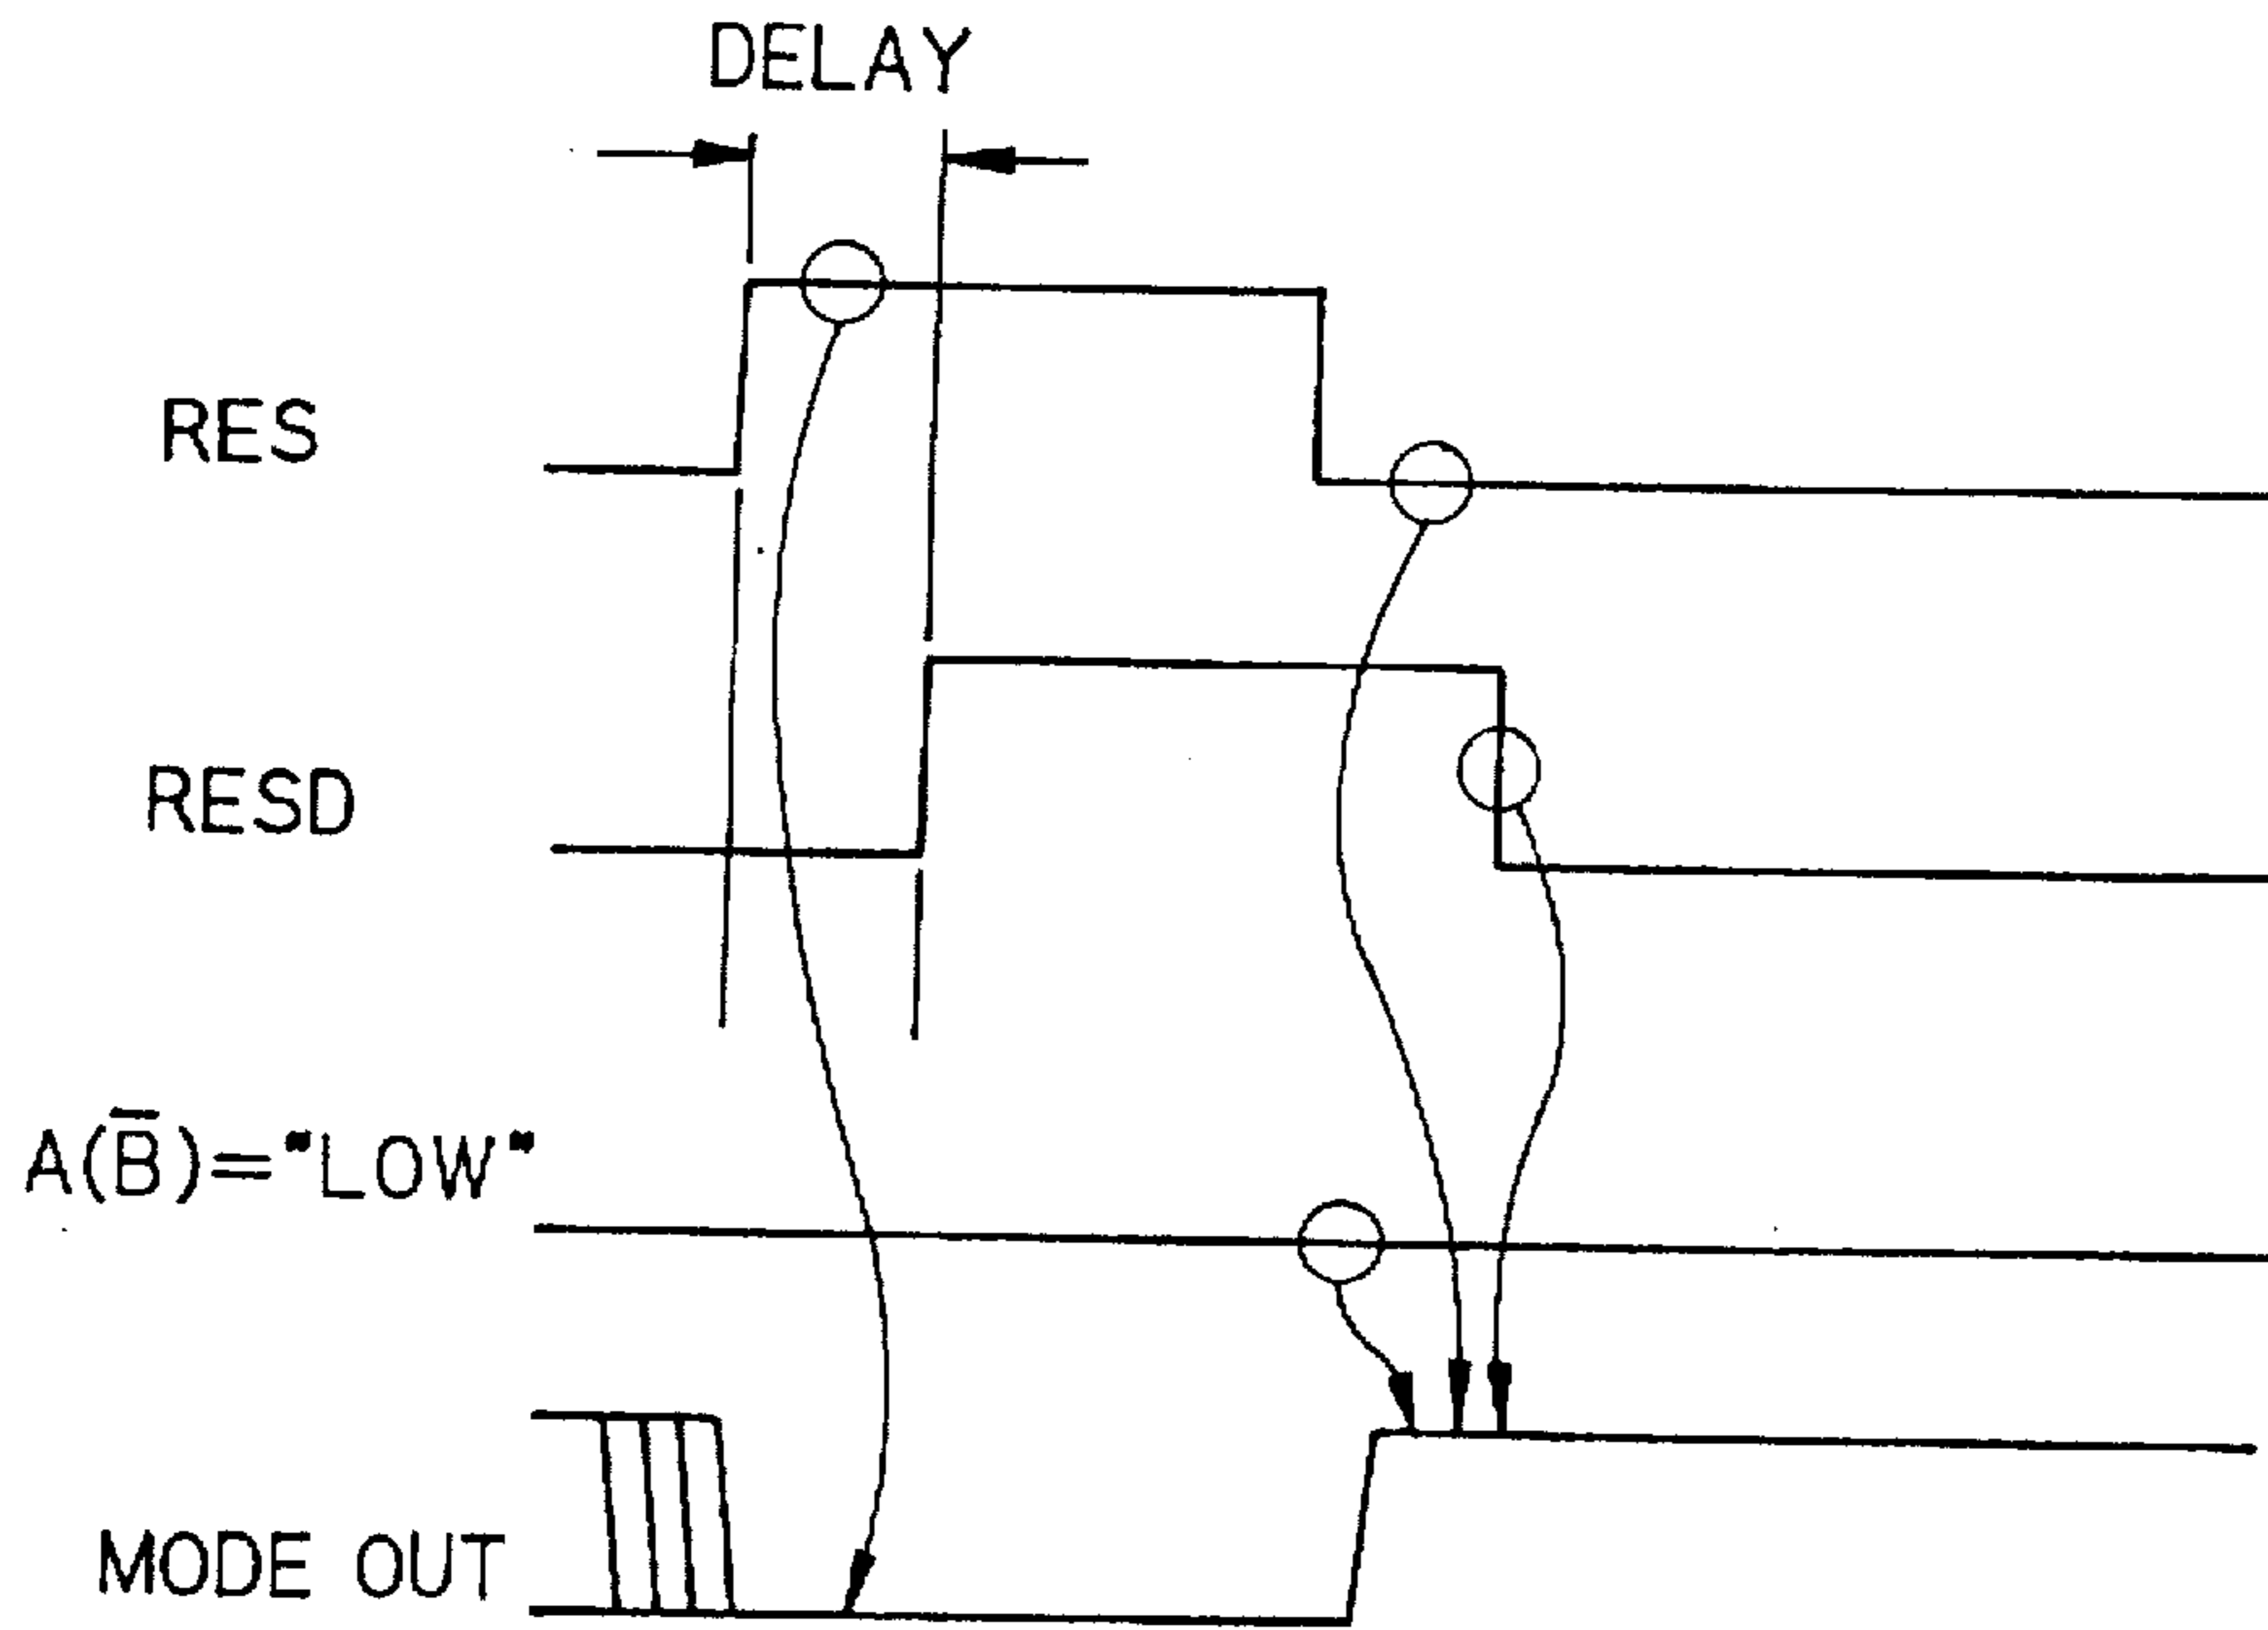 DELAY
RES
RESD
A(B̅)="LOW"
MODE OUT